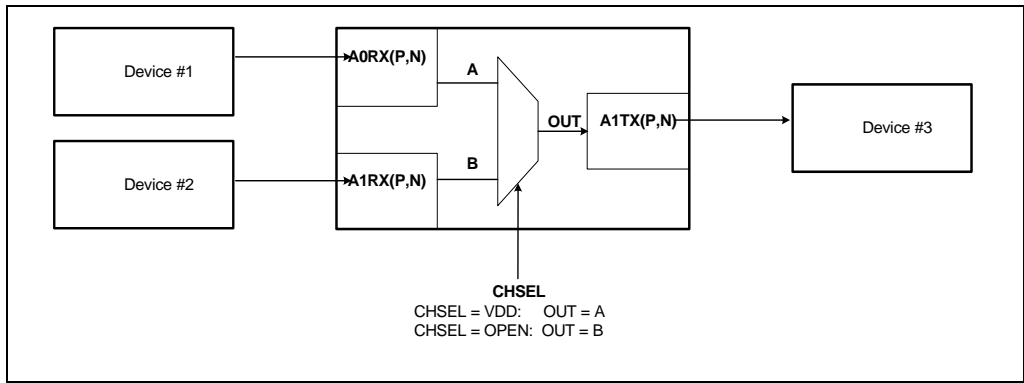 Device #1
A0RX(P,N)
A
Device #2
A1RX(P,N)
B
OUT
A1TX(P,N)
Device #3
CHSEL
CHSEL = VDD: OUT = A
CHSEL = OPEN: OUT = B